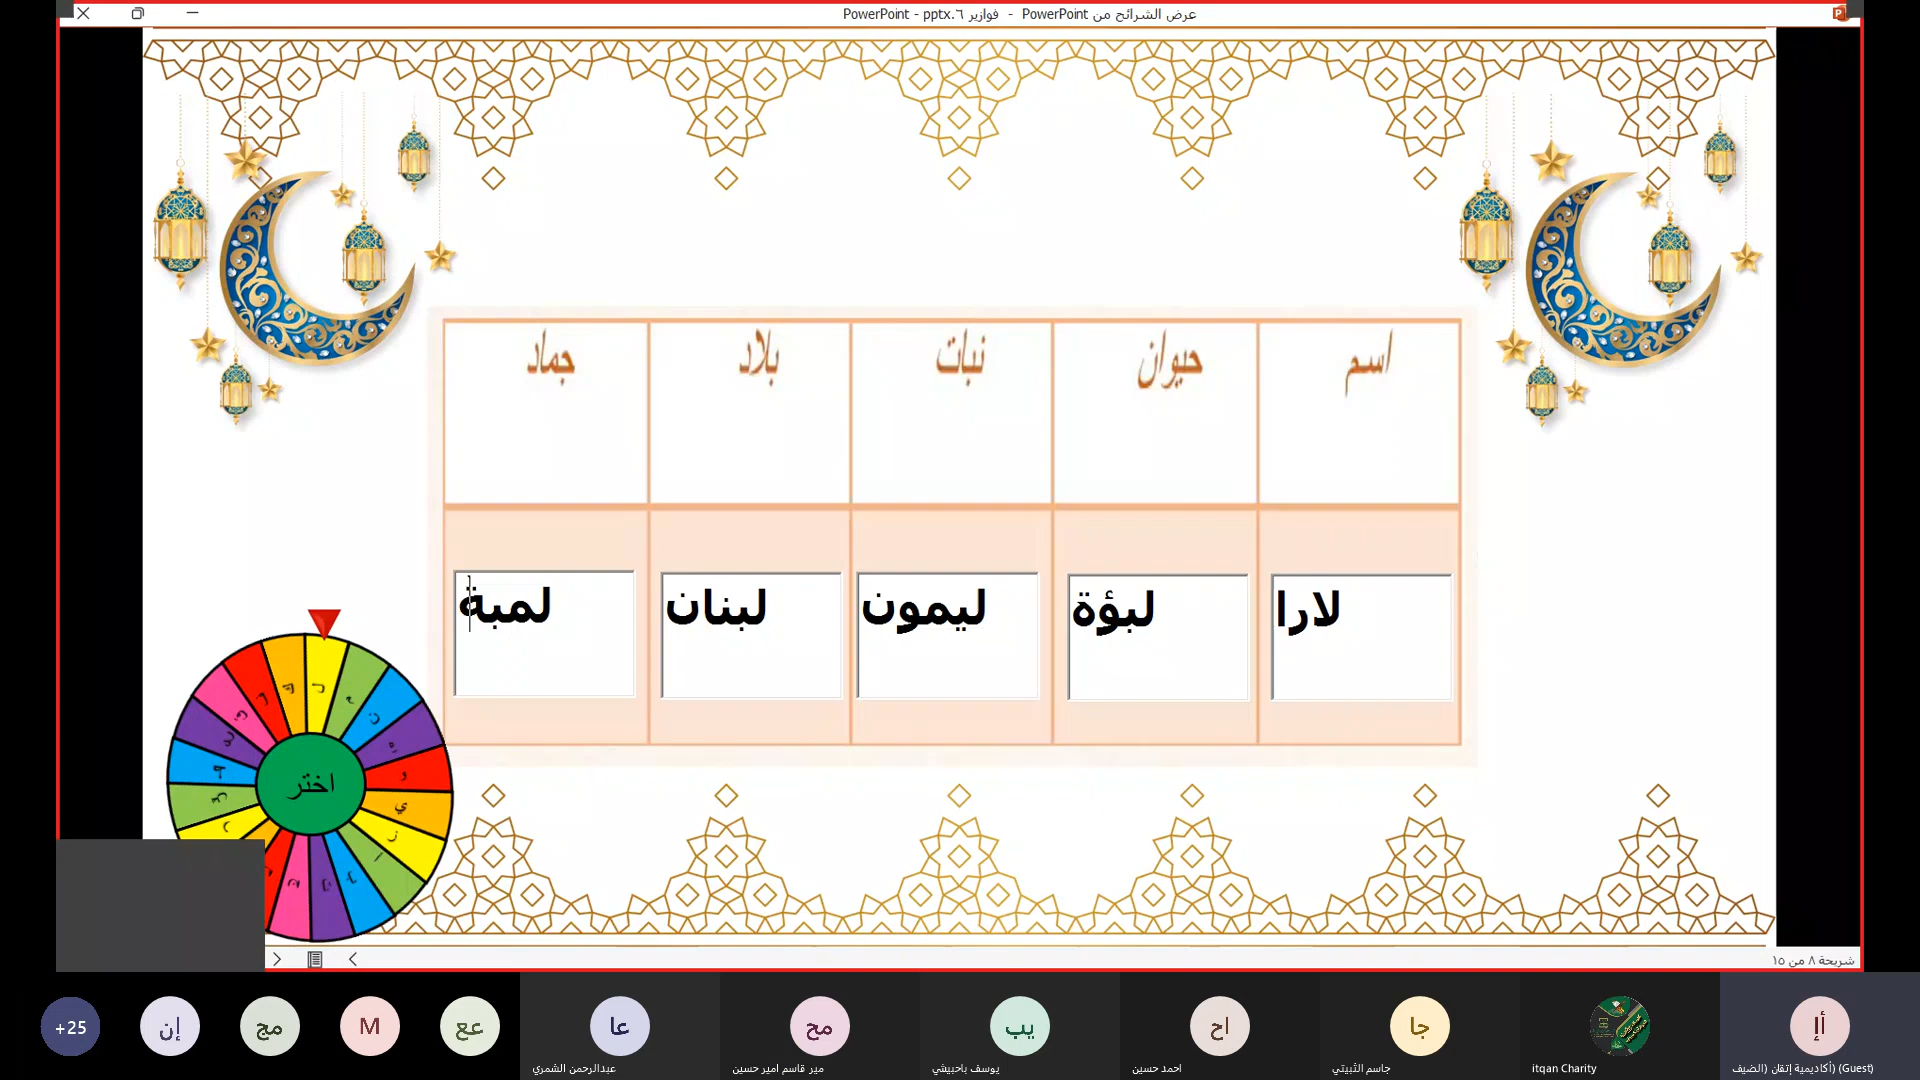 عرض الشرائح من PowerPoint - فوازير ٦.PowerPoint - pptx
اسم
حيوان
نبات
بلاد
جماد
لارا
لبؤة
ليمون
لبنان
لمبة
اختر
ل
م
ن
و
ي
ز
ا
شريحة ٨ من ١٥
+25
إن
مج
M
عع
عا
مح
يب
اح
جا
أإ
عبدالرحمن الشمري
مير قاسم امير حسين
يوسف باحبيشي
احمد حسين
جاسم الثبيتي
itqan Charity
أكاديمية إتقان (الضيف) (Guest)